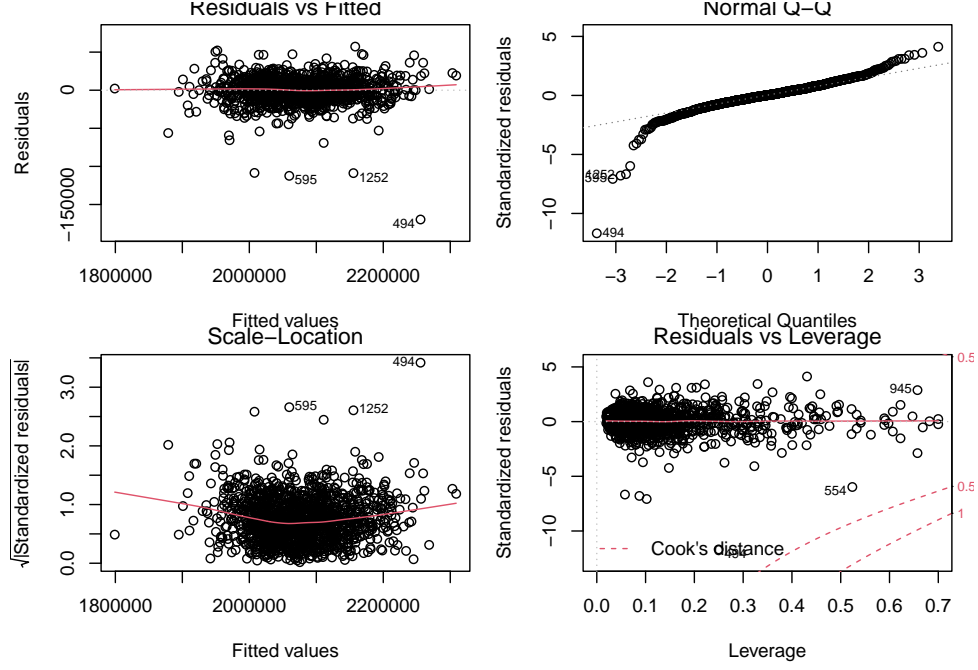 Residuals vs Fitted
Residuals
0
-150000
595
1252
494
1800000 2000000 2200000
Fitted values
Normal Q-Q
Standardized residuals
5
0
-5
-10
1252
595
494
-3 -2 -1 0 1 2 3
Theoretical Quantiles
Scale-Location
√|Standardized residuals|
3.0
2.0
1.0
0.0
494
595
1252
1800000 2000000 2200000
Fitted values
Residuals vs Leverage
Standardized residuals
5
0
-5
-10
945
554
494
0.5
0.5
1
Cook's distance
0.0 0.1 0.2 0.3 0.4 0.5 0.6 0.7
Leverage